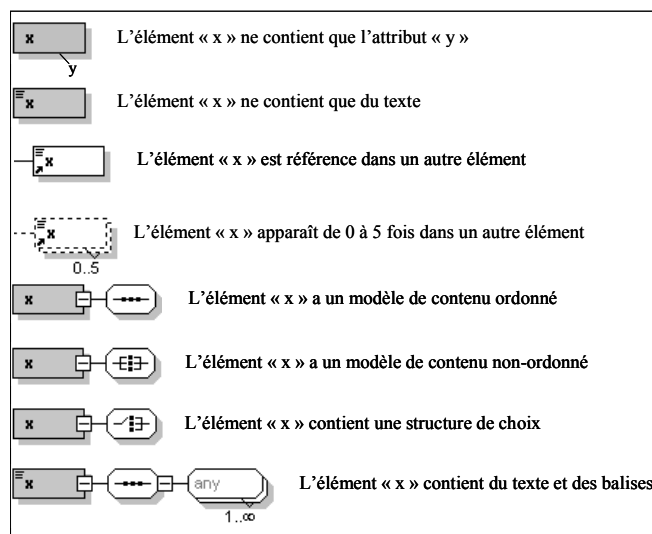 x L'élément « x » ne contient que l'attribut « y »
y
x L'élément « x » ne contient que du texte
x L'élément « x » est référence dans un autre élément
x L'élément « x » apparaît de 0 à 5 fois dans un autre élément
0..5
x L'élément « x » a un modèle de contenu ordonné
x L'élément « x » a un modèle de contenu non-ordonné
x L'élément « x » contient une structure de choix
x any L'élément « x » contient du texte et des balises
1..∞